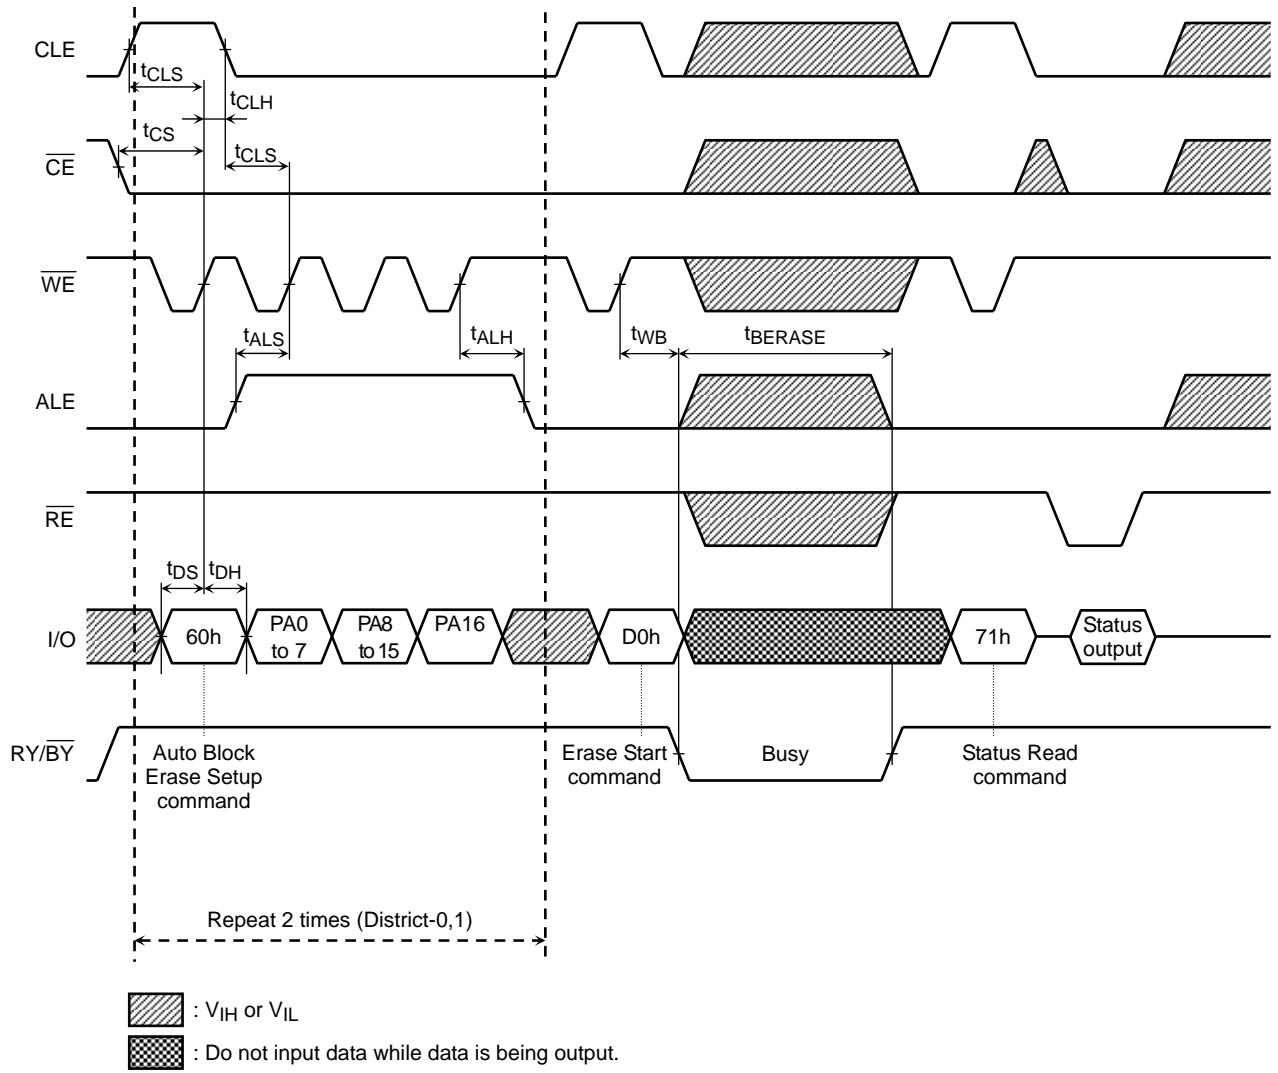 CLE
tCLS
tCLH
tCS
tCLS
CE
WE
tALS
tALH
tWB
tBERASE
ALE
RE
tDS
tDH
I/O
60h
PA0
to 7
PA8
to 15
PA16
D0h
71h
Status
output
RY/BY
Auto Block
Erase Setup
command
Erase Start
command
Busy
Status Read
command
Repeat 2 times (District-0,1)
: VIH or VIL
: Do not input data while data is being output.